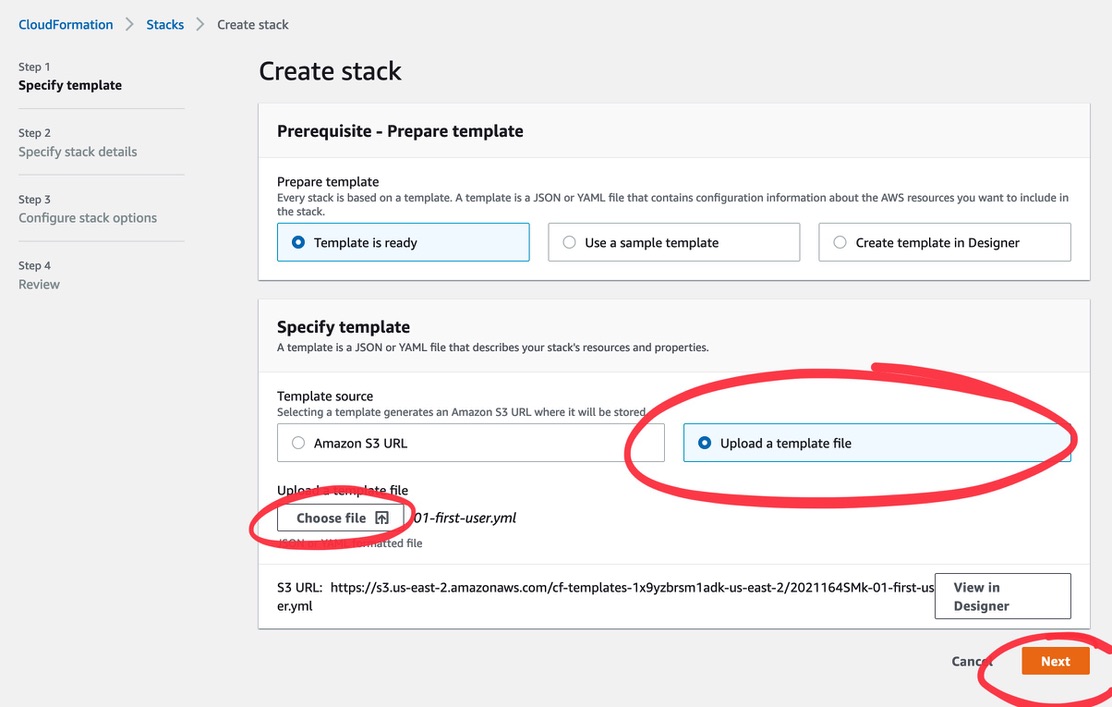 CloudFormation > Stacks > Create stack
Step 1
Specify template
Step 2
Specify stack details
Step 3
Configure stack options
Step 4
Review
Create stack
Prerequisite - Prepare template
Prepare template
Every stack is based on a template. A template is a JSON or YAML file that contains configuration information about the AWS resources you want to include in
the stack.
Template is ready
Use a sample template
Create template in Designer
Specify template
A template is a JSON or YAML file that describes your stack's resources and properties.
Template source
Selecting a template generates an Amazon S3 URL where it will be stored.
Amazon S3 URL
Upload a template file
Upload a template file
Choose file
01-first-user.yml
JSON or YAML formatted file
S3 URL: https://s3.us-east-2.amazonaws.com/cf-templates-1x9yzbrsm1adk-us-east-2/2021164SMk-01-first-us
er.yml
View in
Designer
Cancel
Next